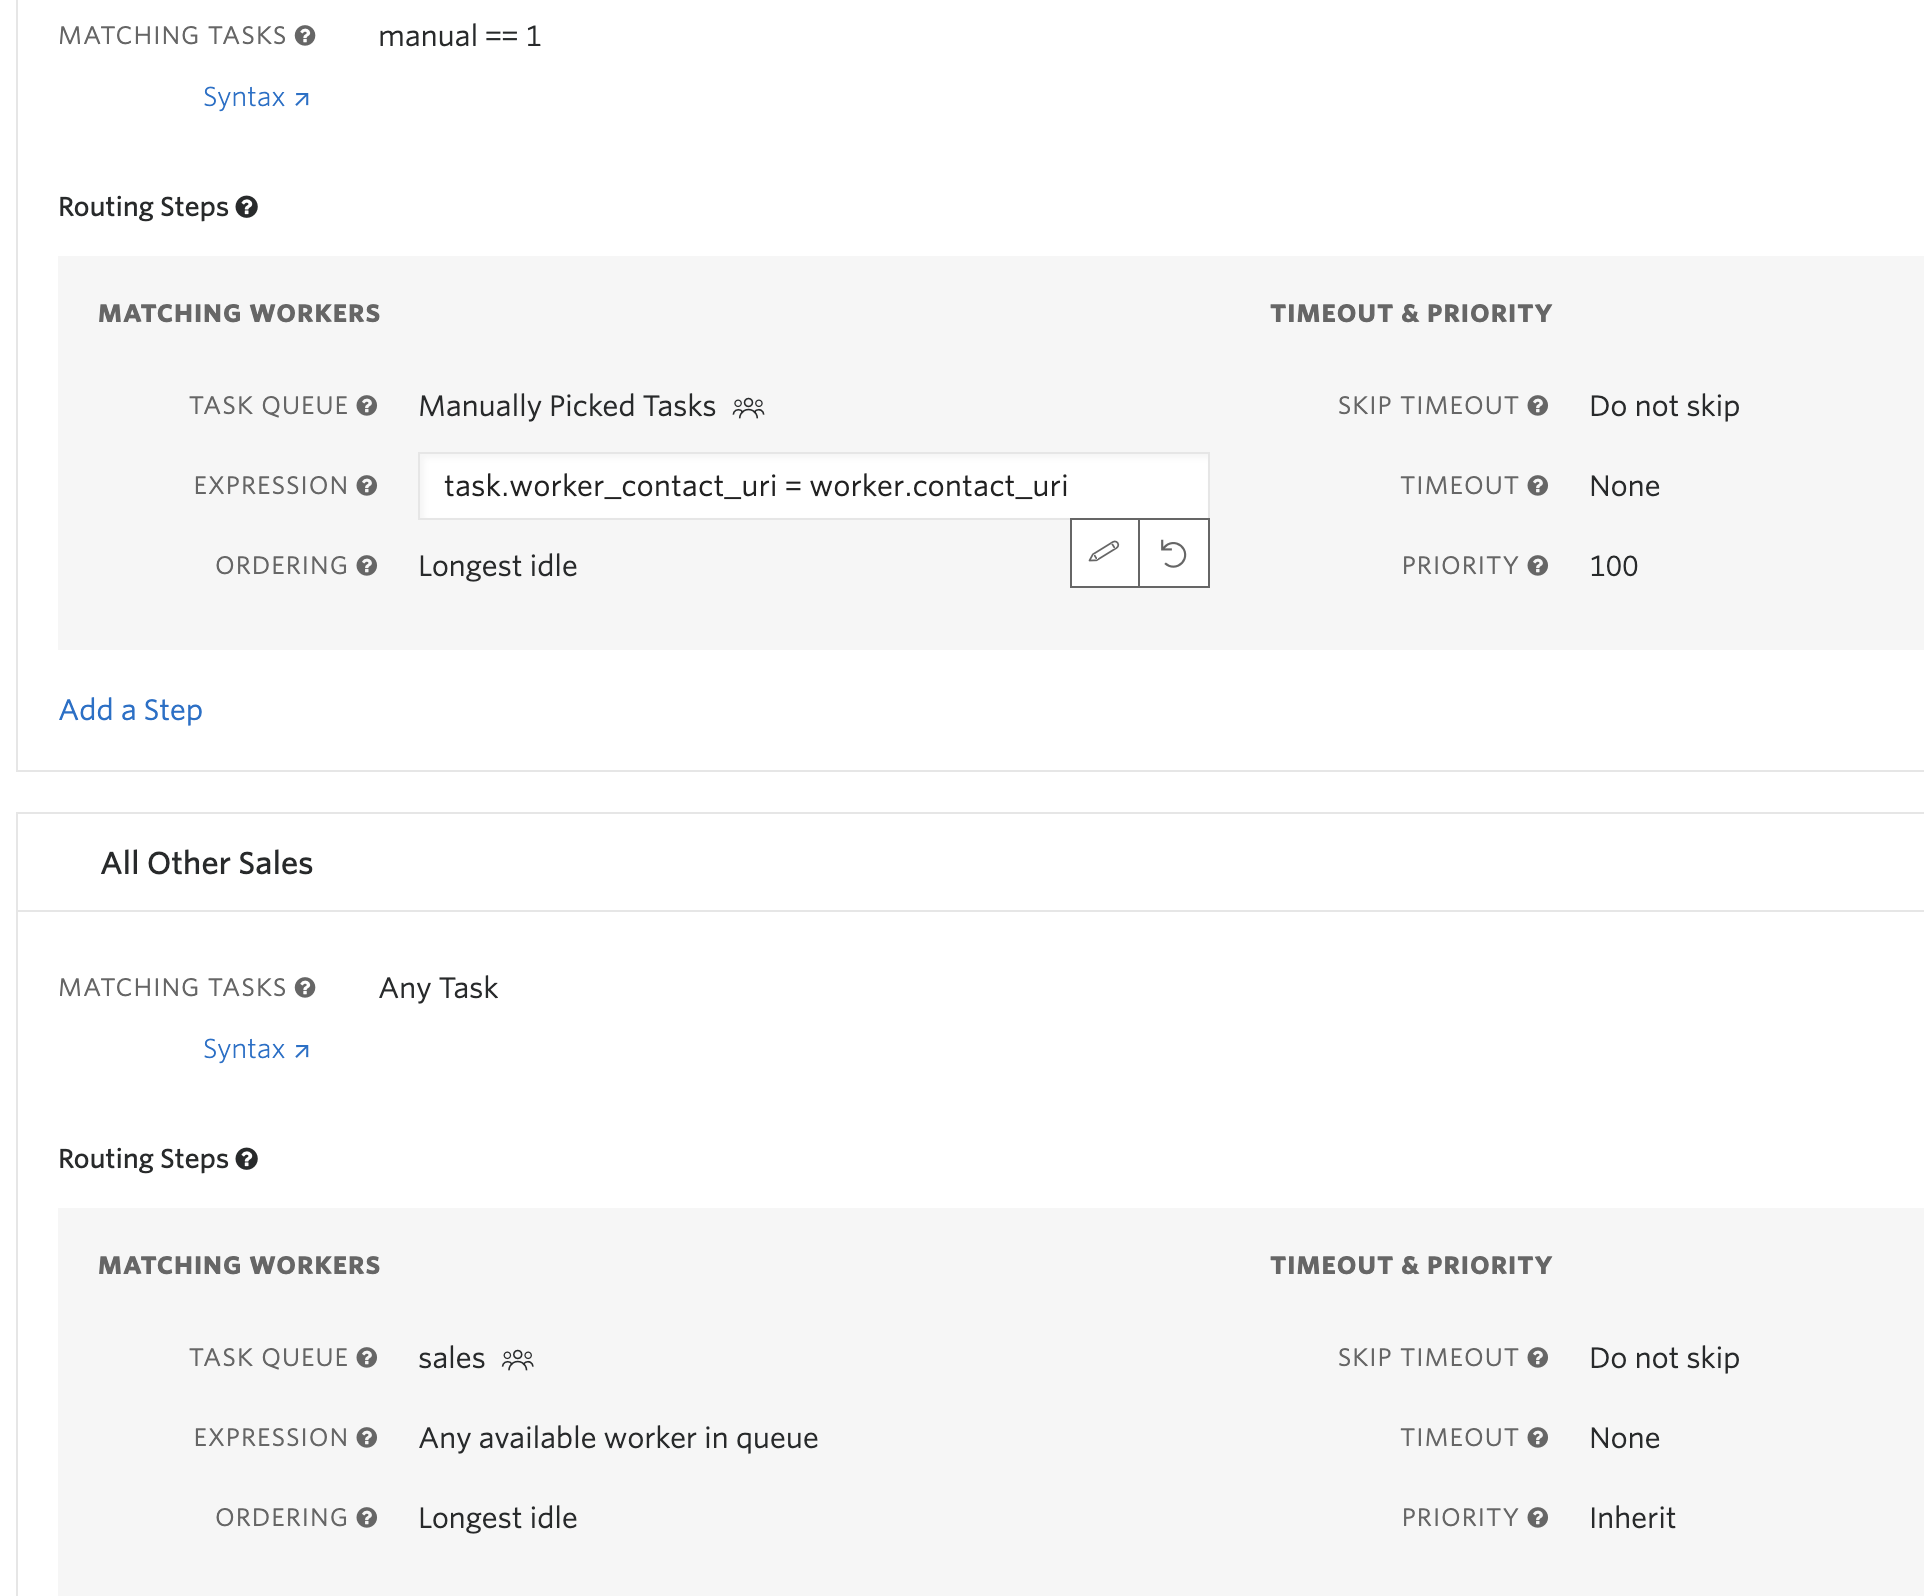 MATCHING TASKS manual == 1
Syntax
Routing Steps
MATCHING WORKERS
TIMEOUT & PRIORITY
TASK QUEUE Manually Picked Tasks
SKIP TIMEOUT Do not skip
EXPRESSION task.worker_contact_uri = worker.contact_uri
TIMEOUT None
ORDERING Longest idle
PRIORITY 100
Add a Step
All Other Sales
MATCHING TASKS Any Task
Syntax
Routing Steps
MATCHING WORKERS
TIMEOUT & PRIORITY
TASK QUEUE sales
SKIP TIMEOUT Do not skip
EXPRESSION Any available worker in queue
TIMEOUT None
ORDERING Longest idle
PRIORITY Inherit